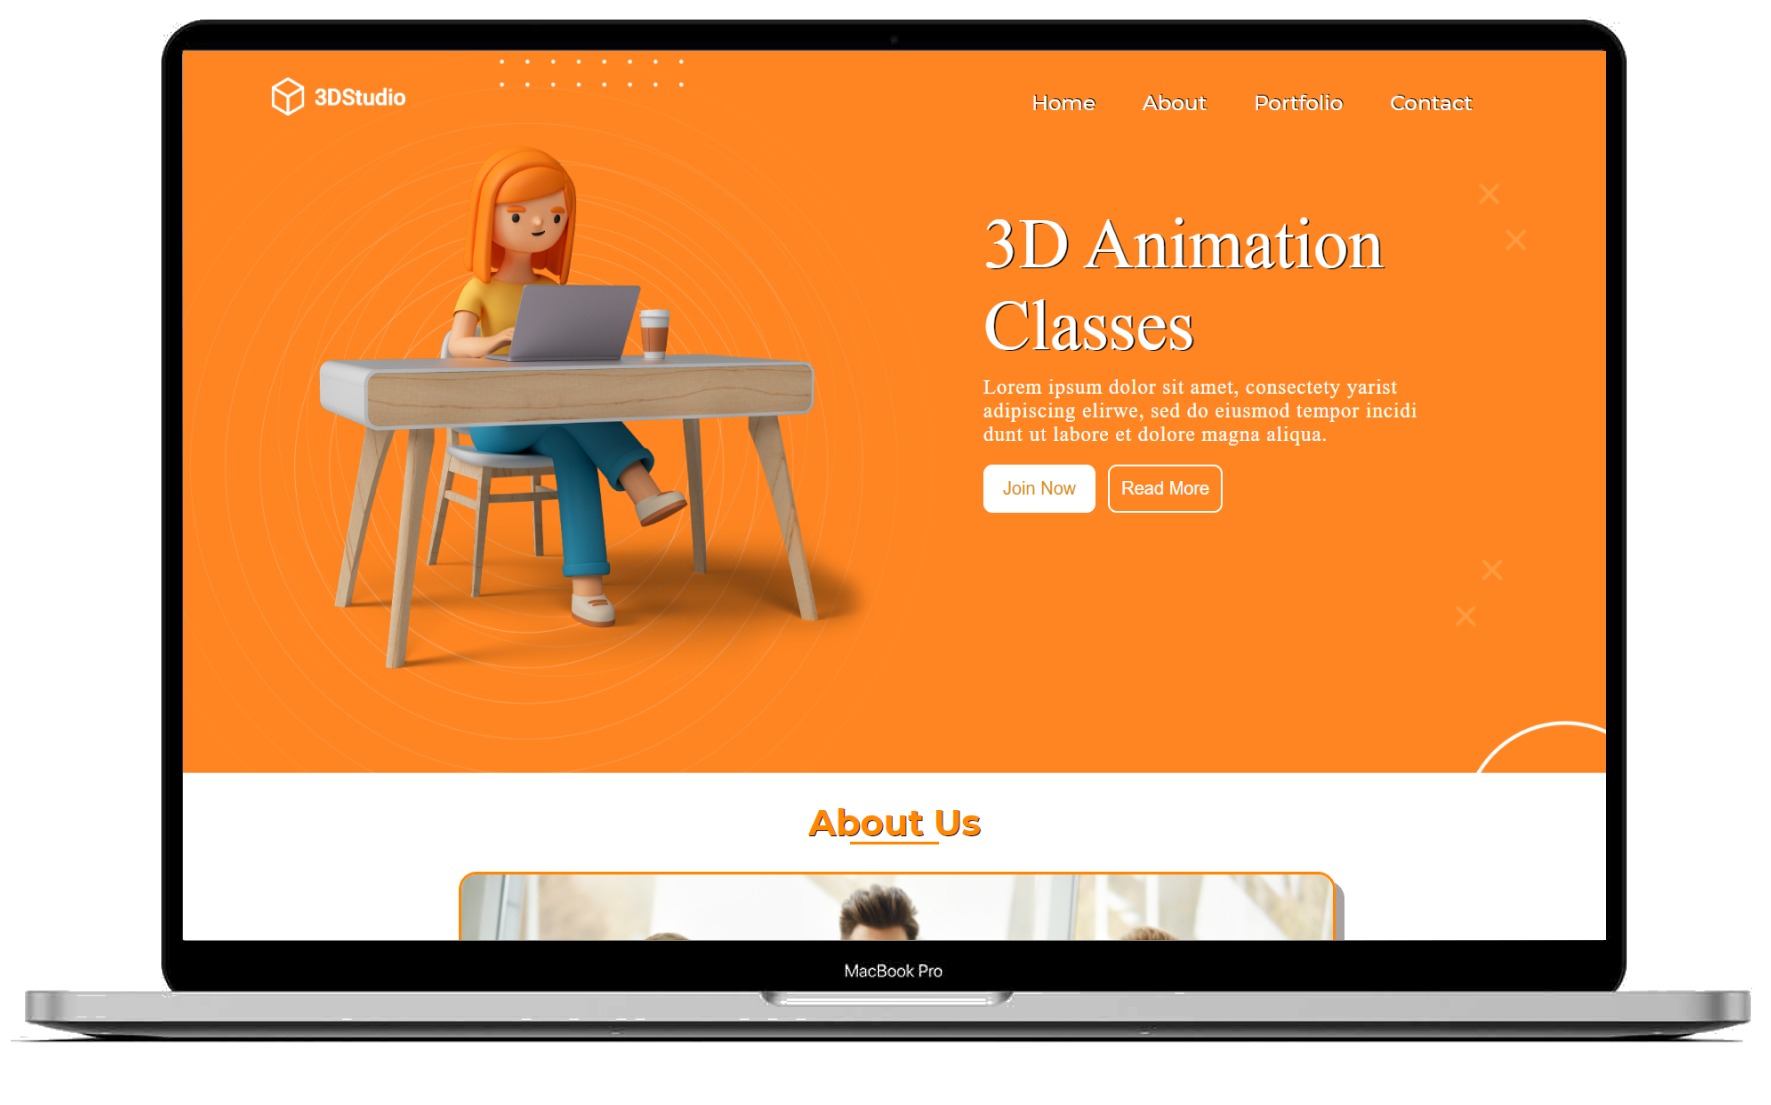 3DStudio
Home About Portfolio Contact
3D Animation
Classes
Lorem ipsum dolor sit amet, consectety yarist
adipiscing elirwe, sed do eiusmod tempor incidi
dunt ut labore et dolore magna aliqua.
Join Now Read More
About Us
MacBook Pro